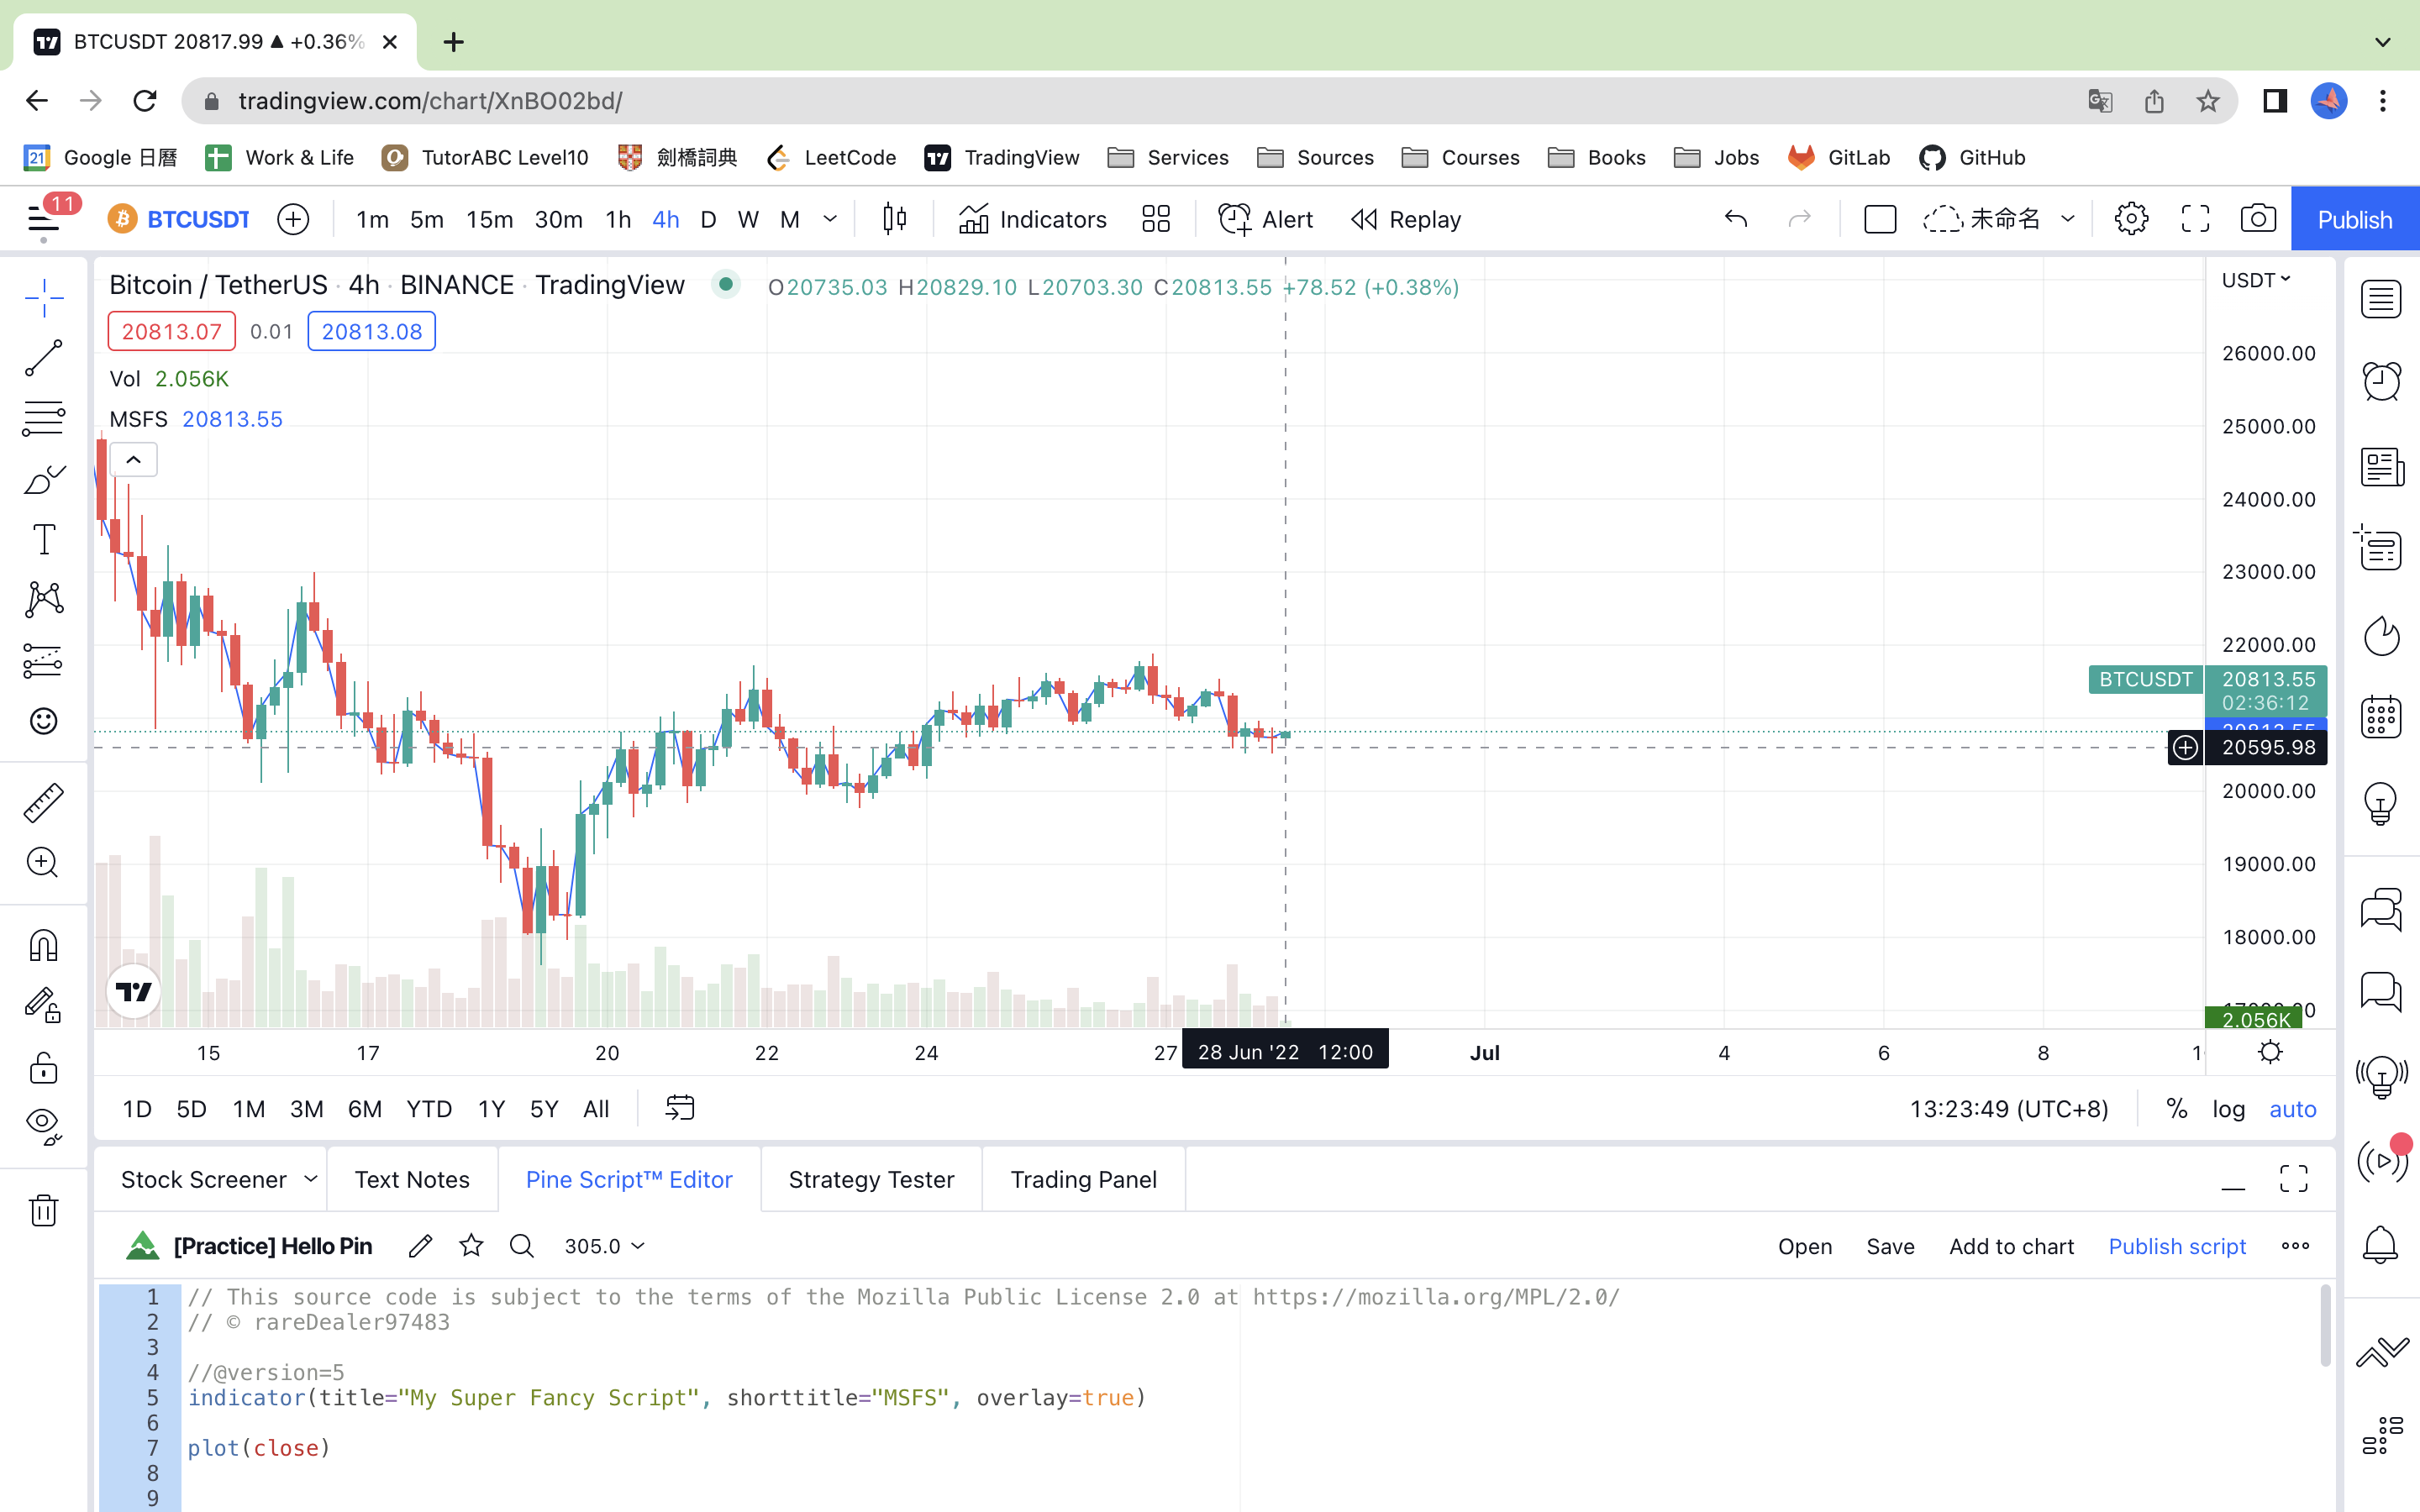 BTCUSDT 20817.99 ▲ +0.36%
tradingview.com/chart/XnBO02bd/
21 Google 日曆 Work & Life TutorABC Level10 劍橋詞典 LeetCode TradingView Services Sources Courses Books Jobs GitLab GitHub
11 BTCUSDT 1m 5m 15m 30m 1h 4h D W M Indicators Alert Replay 未命名 Publish
Bitcoin / TetherUS · 4h · BINANCE · TradingView O20735.03 H20829.10 L20703.30 C20813.55 +78.52 (+0.38%)
USDT
20813.07 0.01 20813.08
Vol 2.056K
MSFS 20813.55
26000.00
25000.00
24000.00
23000.00
22000.00
BTCUSDT 20813.55
02:36:12
20813.55
20595.98
20000.00
19000.00
18000.00
2.056K
15 17 20 22 24 27 28 Jun '22 12:00 Jul 4 6 8
1D 5D 1M 3M 6M YTD 1Y 5Y All 13:23:49 (UTC+8) % log auto
Stock Screener Text Notes Pine Script™ Editor Strategy Tester Trading Panel
[Practice] Hello Pin 305.0 Open Save Add to chart Publish script
1 // This source code is subject to the terms of the Mozilla Public License 2.0 at https://mozilla.org/MPL/2.0/
2 // © rareDealer97483
3
4 //@version=5
5 indicator(title="My Super Fancy Script", shorttitle="MSFS", overlay=true)
6
7 plot(close)
8
9